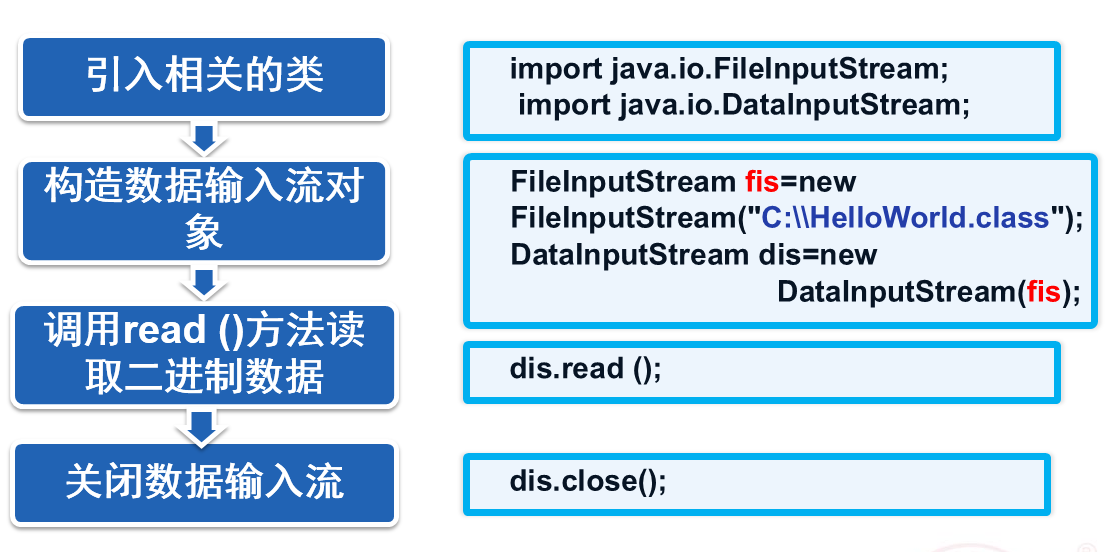 引入相关的类
import java.io.FileInputStream;
import java.io.DataInputStream;
构造数据输入流对
象
FileInputStream fis=new
FileInputStream("C:\\HelloWorld.class");
DataInputStream dis=new
DataInputStream(fis);
调用read ()方法读
取二进制数据
dis.read ();
关闭数据输入流
dis.close();